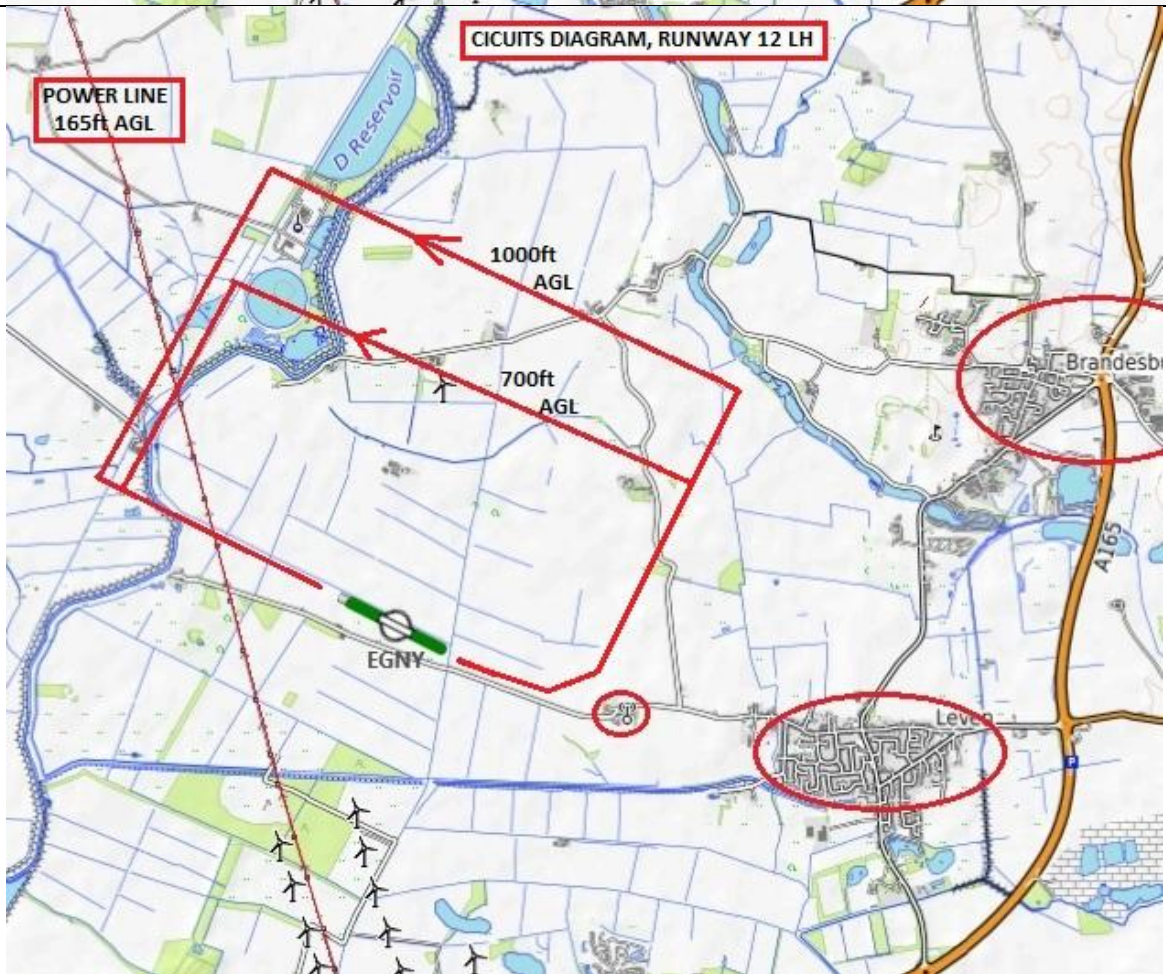 CICUITS DIAGRAM, RUNWAY 12 LH
POWER LINE
165ft AGL
D Reservoir
1000ft
AGL
700ft
AGL
Brandesbu
A165
EGNY
Leven
P